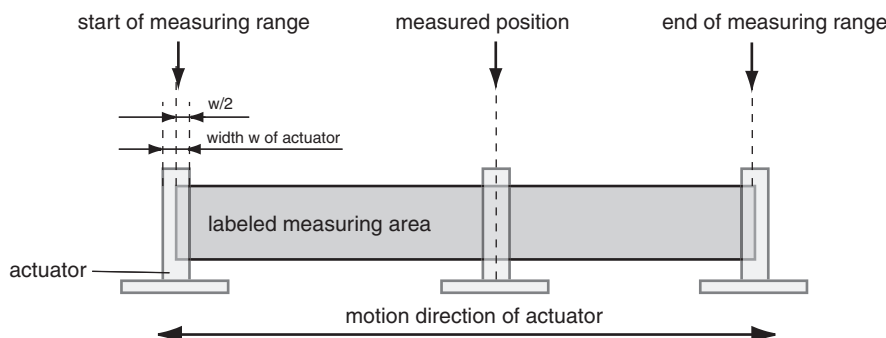 start of measuring range
measured position
end of measuring range
w/2
width w of actuator
labeled measuring area
actuator
motion direction of actuator